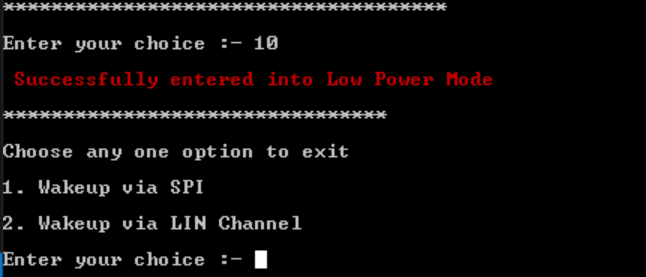 *************************************
Enter your choice :- 10
Successfully entered into Low Power Mode
********************************
Choose any one option to exit
1. Wakeup via SPI
2. Wakeup via LIN Channel
Enter your choice :-